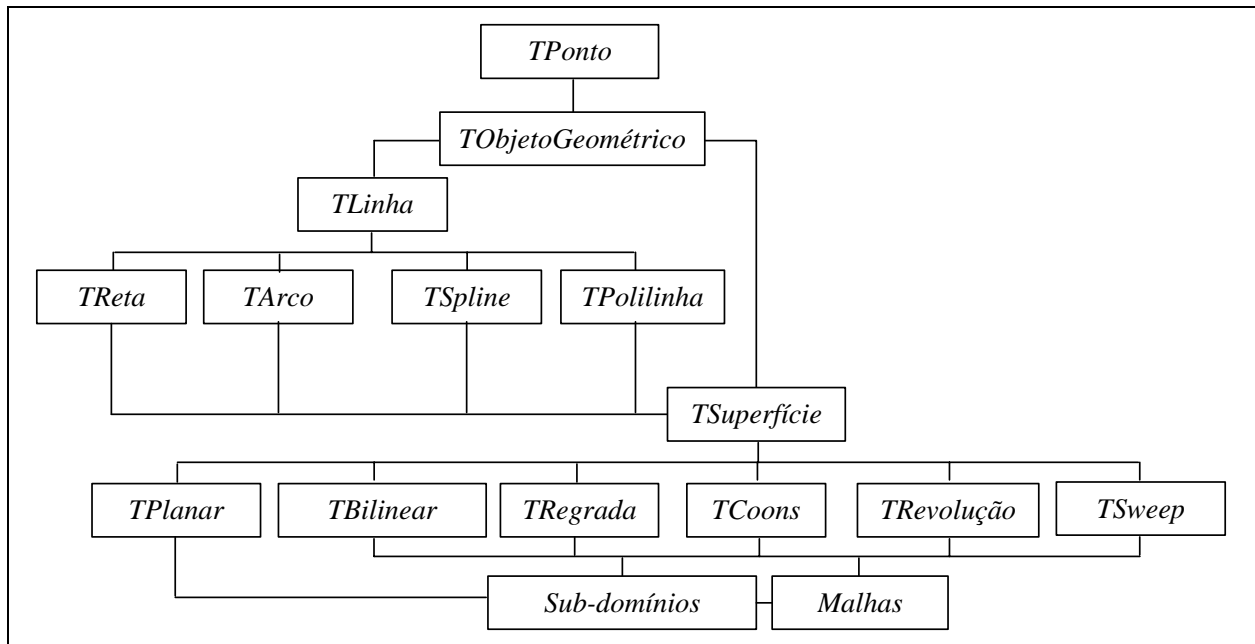 TPonto
TObjetoGeométrico
TLinha
TReta
TArco
TSpline
TPolilinha
TSuperfície
TPlanar
TBilinear
TRegrada
TCoons
TRevolução
TSweep
Sub-domínios
Malhas